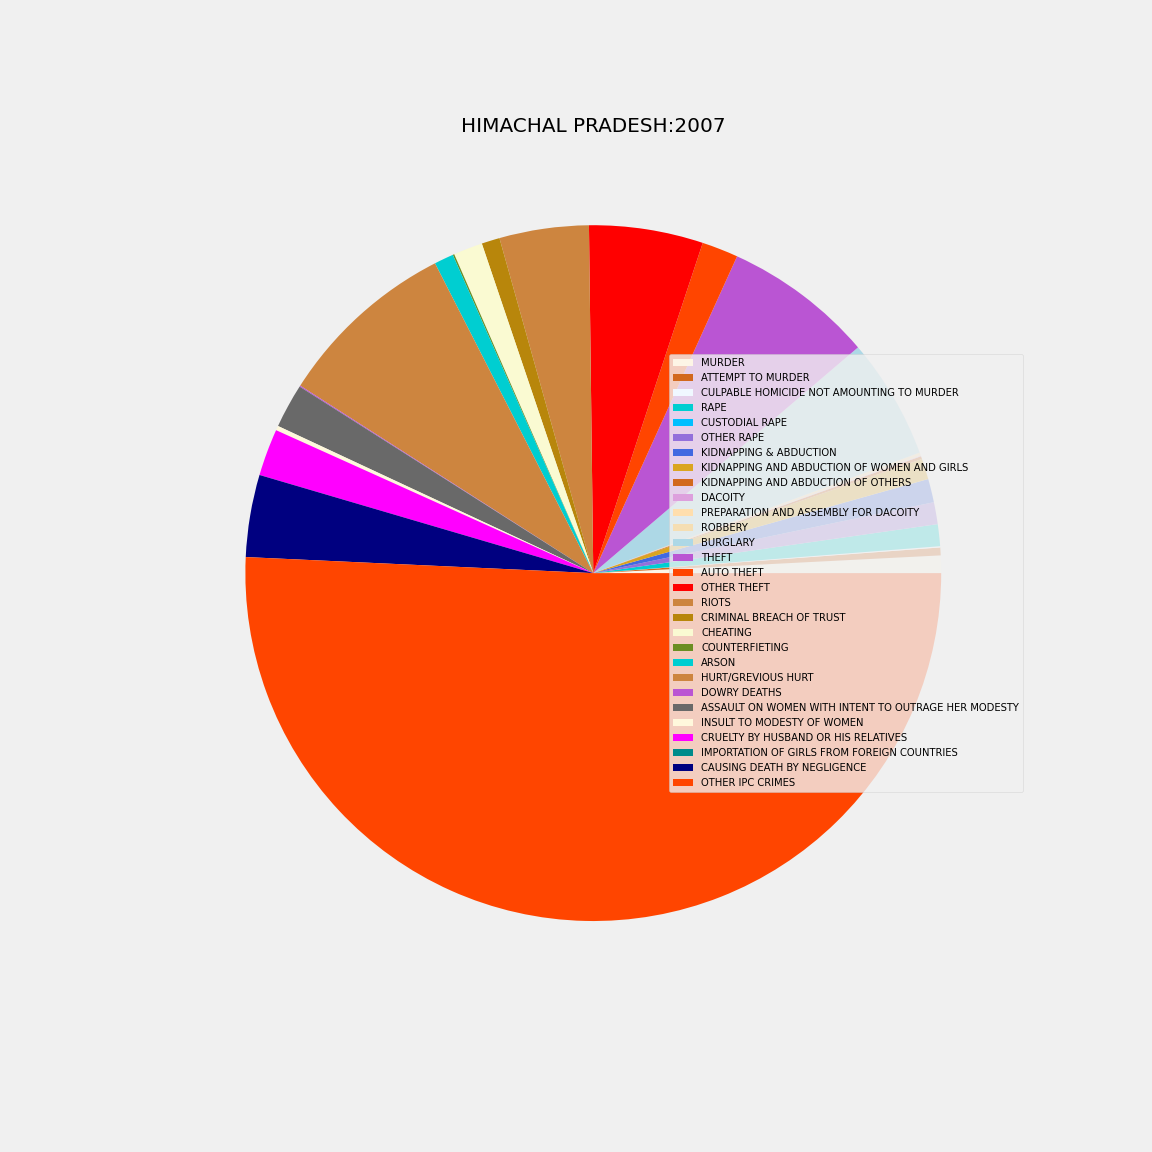 HIMACHAL PRADESH:2007
MURDER
ATTEMPT TO MURDER
CULPABLE HOMICIDE NOT AMOUNTING TO MURDER
RAPE
CUSTODIAL RAPE
OTHER RAPE
KIDNAPPING & ABDUCTION
KIDNAPPING AND ABDUCTION OF WOMEN AND GIRLS
KIDNAPPING AND ABDUCTION OF OTHERS
DACOITY
PREPARATION AND ASSEMBLY FOR DACOITY
ROBBERY
BURGLARY
THEFT
AUTO THEFT
OTHER THEFT
RIOTS
CRIMINAL BREACH OF TRUST
CHEATING
COUNTERFIETING
ARSON
HURT/GREVIOUS HURT
DOWRY DEATHS
ASSAULT ON WOMEN WITH INTENT TO OUTRAGE HER MODESTY
INSULT TO MODESTY OF WOMEN
CRUELTY BY HUSBAND OR HIS RELATIVES
IMPORTATION OF GIRLS FROM FOREIGN COUNTRIES
CAUSING DEATH BY NEGLIGENCE
OTHER IPC CRIMES